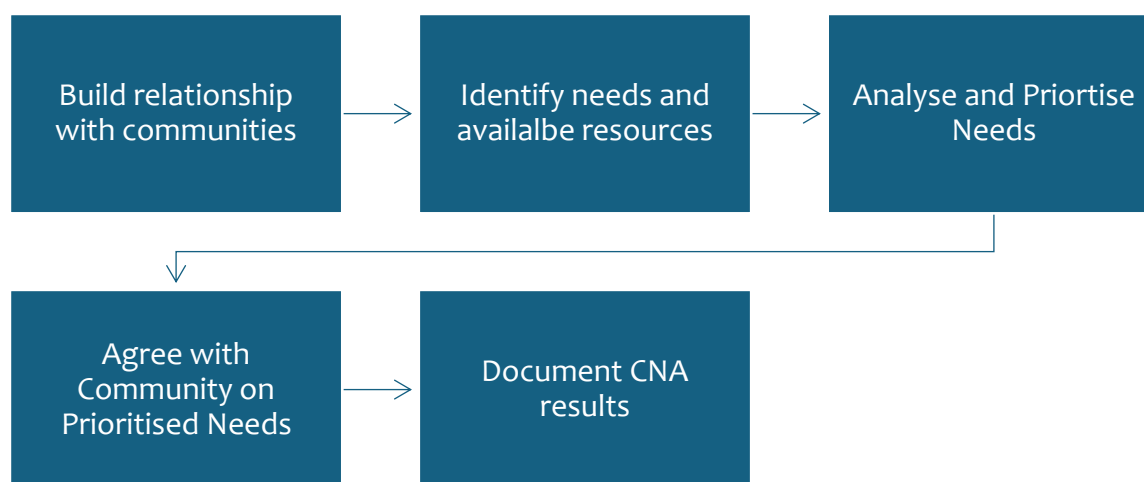 Build relationship
with communities
Identify needs and
availalbe resources
Analyse and Priortise
Needs
Agree with
Community on
Prioritised Needs
Document CNA
results